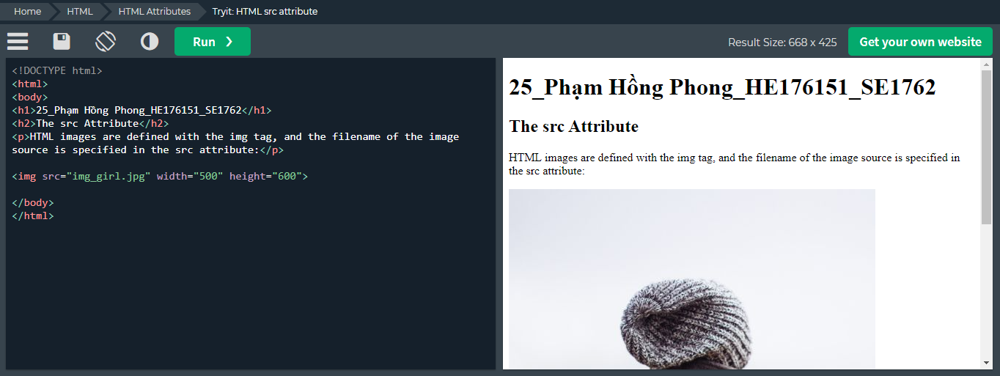 Home HTML HTML Attributes Tryit: HTML src attribute
Run ❯ Result Size: 668 x 425 Get your own website
<!DOCTYPE html>
<html>
<body>
<h1>25_Phạm Hồng Phong_HE176151_SE1762</h1>
<h2>The src Attribute</h2>
<p>HTML images are defined with the img tag, and the filename of the image
source is specified in the src attribute:</p>
<img src="img_girl.jpg" width="500" height="600">
</body>
</html>
25_Phạm Hồng Phong_HE176151_SE1762
The src Attribute
HTML images are defined with the img tag, and the filename of the image source is specified in
the src attribute: